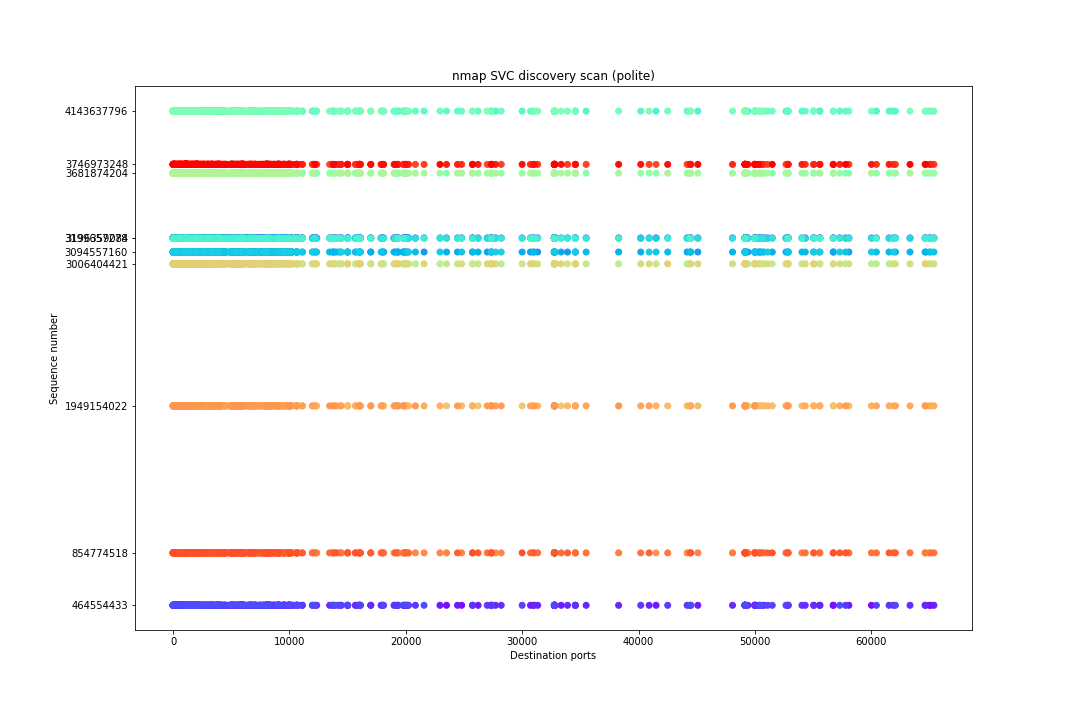 nmap SVC discovery scan (polite)
4143637796
3746973248
3681874204
3094557160
3006404421
1949154022
854774518
464554433
Sequence number
0 10000 20000 30000 40000 50000 60000
Destination ports